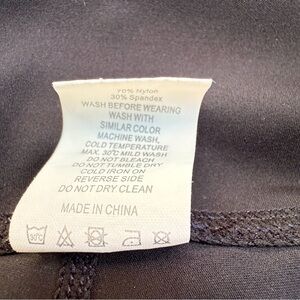 70% Nylon
30% Spandex
WASH BEFORE WEARING
WASH WITH
SIMILAR COLOR
MACHINE WASH,
COLD TEMPERATURE
MAX. 30℃ MILD WASH
DO NOT BLEACH
DO NOT TUMBLE DRY
COLD IRON ON
REVERSE SIDE
DO NOT DRY CLEAN
MADE IN CHINA
30℃